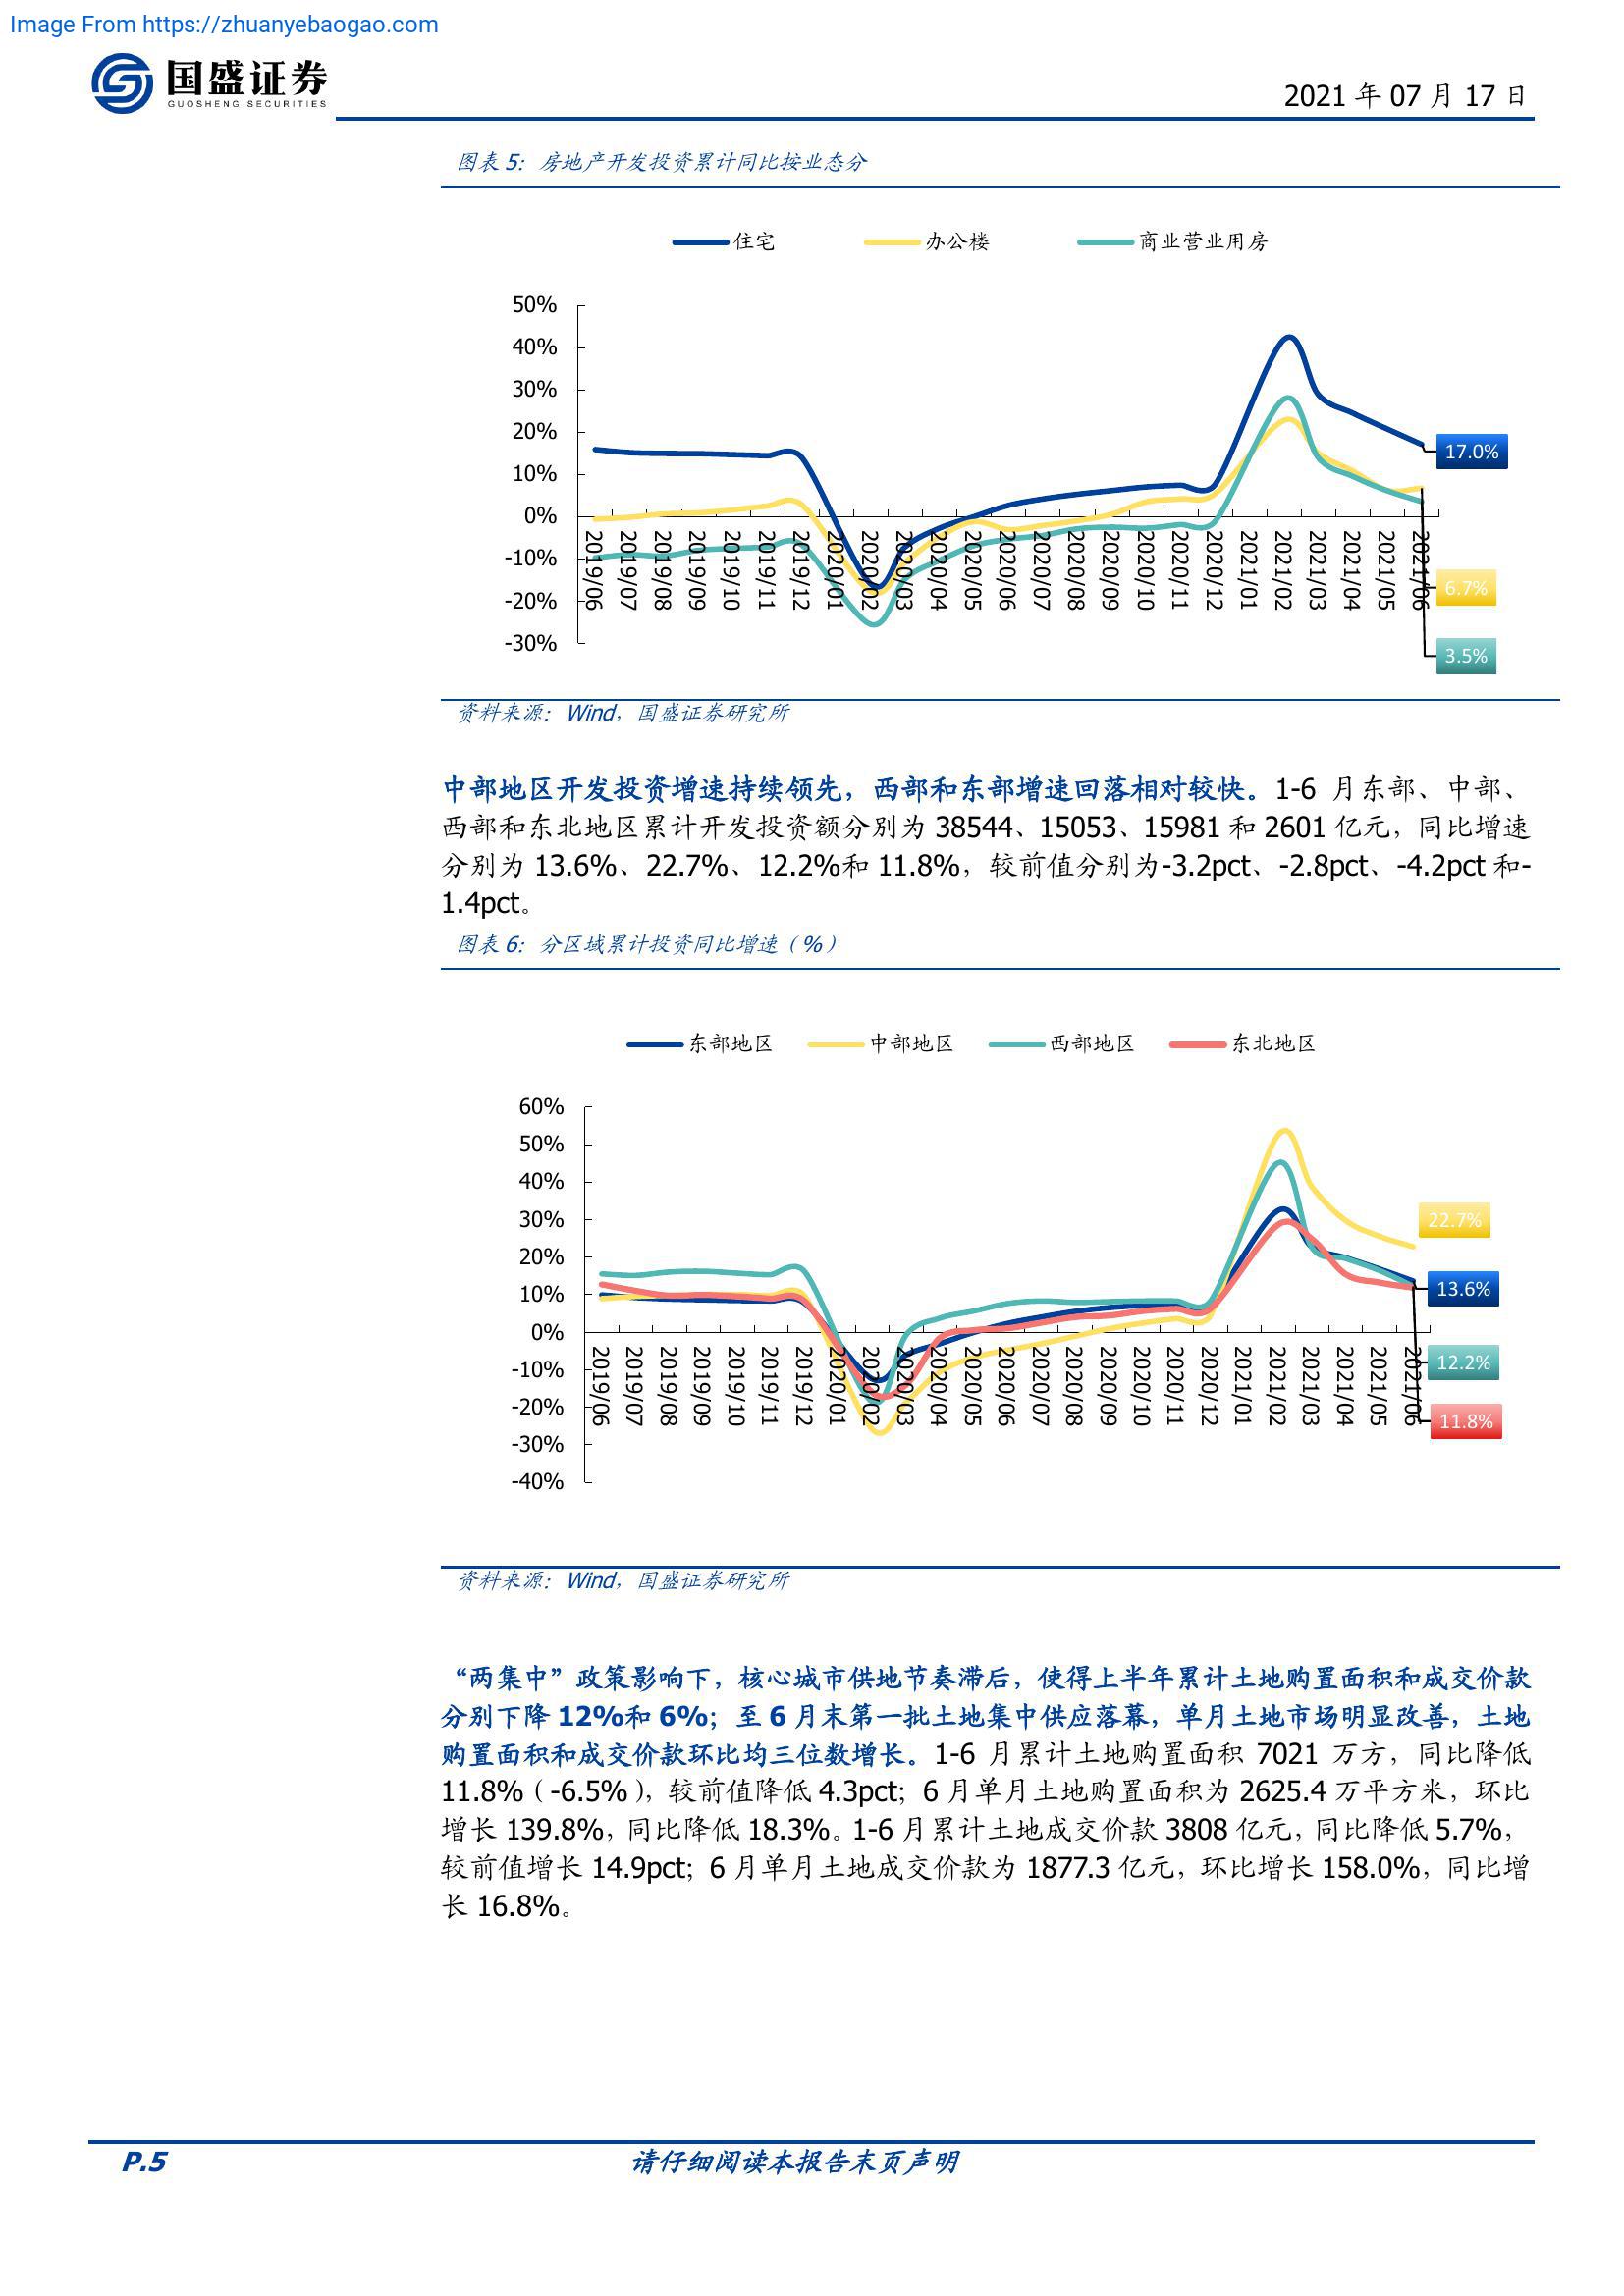 Image From https://zhuanyebaogao.com
国盛证券
GUOSHENG SECURITIES
2021 年 07 月 17 日
图表 5：房地产开发投资累计同比按业态分
住宅 办公楼 商业营业用房
50%
40%
30%
20%
10%
0%
-10%
-20%
-30%
2019/06 2019/07 2019/08 2019/09 2019/10 2019/11 2019/12 2020/01 2020/02 2020/03 2020/04 2020/05 2020/06 2020/07 2020/08 2020/09 2020/10 2020/11 2020/12 2021/01 2021/02 2021/03 2021/04 2021/05 2021/06
17.0%
6.7%
3.5%
资料来源：Wind，国盛证券研究所
中部地区开发投资增速持续领先，西部和东部增速回落相对较快。1-6 月东部、中部、
西部和东北地区累计开发投资额分别为 38544、15053、15981 和 2601 亿元，同比增速
分别为 13.6%、22.7%、12.2%和 11.8%，较前值分别为-3.2pct、-2.8pct、-4.2pct 和-
1.4pct。
图表 6：分区域累计投资同比增速（%）
东部地区 中部地区 西部地区 东北地区
60%
50%
40%
30%
20%
10%
0%
-10%
-20%
-30%
-40%
2019/06 2019/07 2019/08 2019/09 2019/10 2019/11 2019/12 2020/01 2020/02 2020/03 2020/04 2020/05 2020/06 2020/07 2020/08 2020/09 2020/10 2020/11 2020/12 2021/01 2021/02 2021/03 2021/04 2021/05 2021/06
22.7%
13.6%
12.2%
11.8%
资料来源：Wind，国盛证券研究所
“两集中”政策影响下，核心城市供地节奏滞后，使得上半年累计土地购置面积和成交价款
分别下降 12%和 6%；至 6 月末第一批土地集中供应落幕，单月土地市场明显改善，土地
购置面积和成交价款环比均三位数增长。1-6 月累计土地购置面积 7021 万方，同比降低
11.8%（-6.5%），较前值降低 4.3pct；6 月单月土地购置面积为 2625.4 万平方米，环比
增长 139.8%，同比降低 18.3%。1-6 月累计土地成交价款 3808 亿元，同比降低 5.7%，
较前值增长 14.9pct；6 月单月土地成交价款为 1877.3 亿元，环比增长 158.0%，同比增
长 16.8%。
P.5
请仔细阅读本报告末页声明